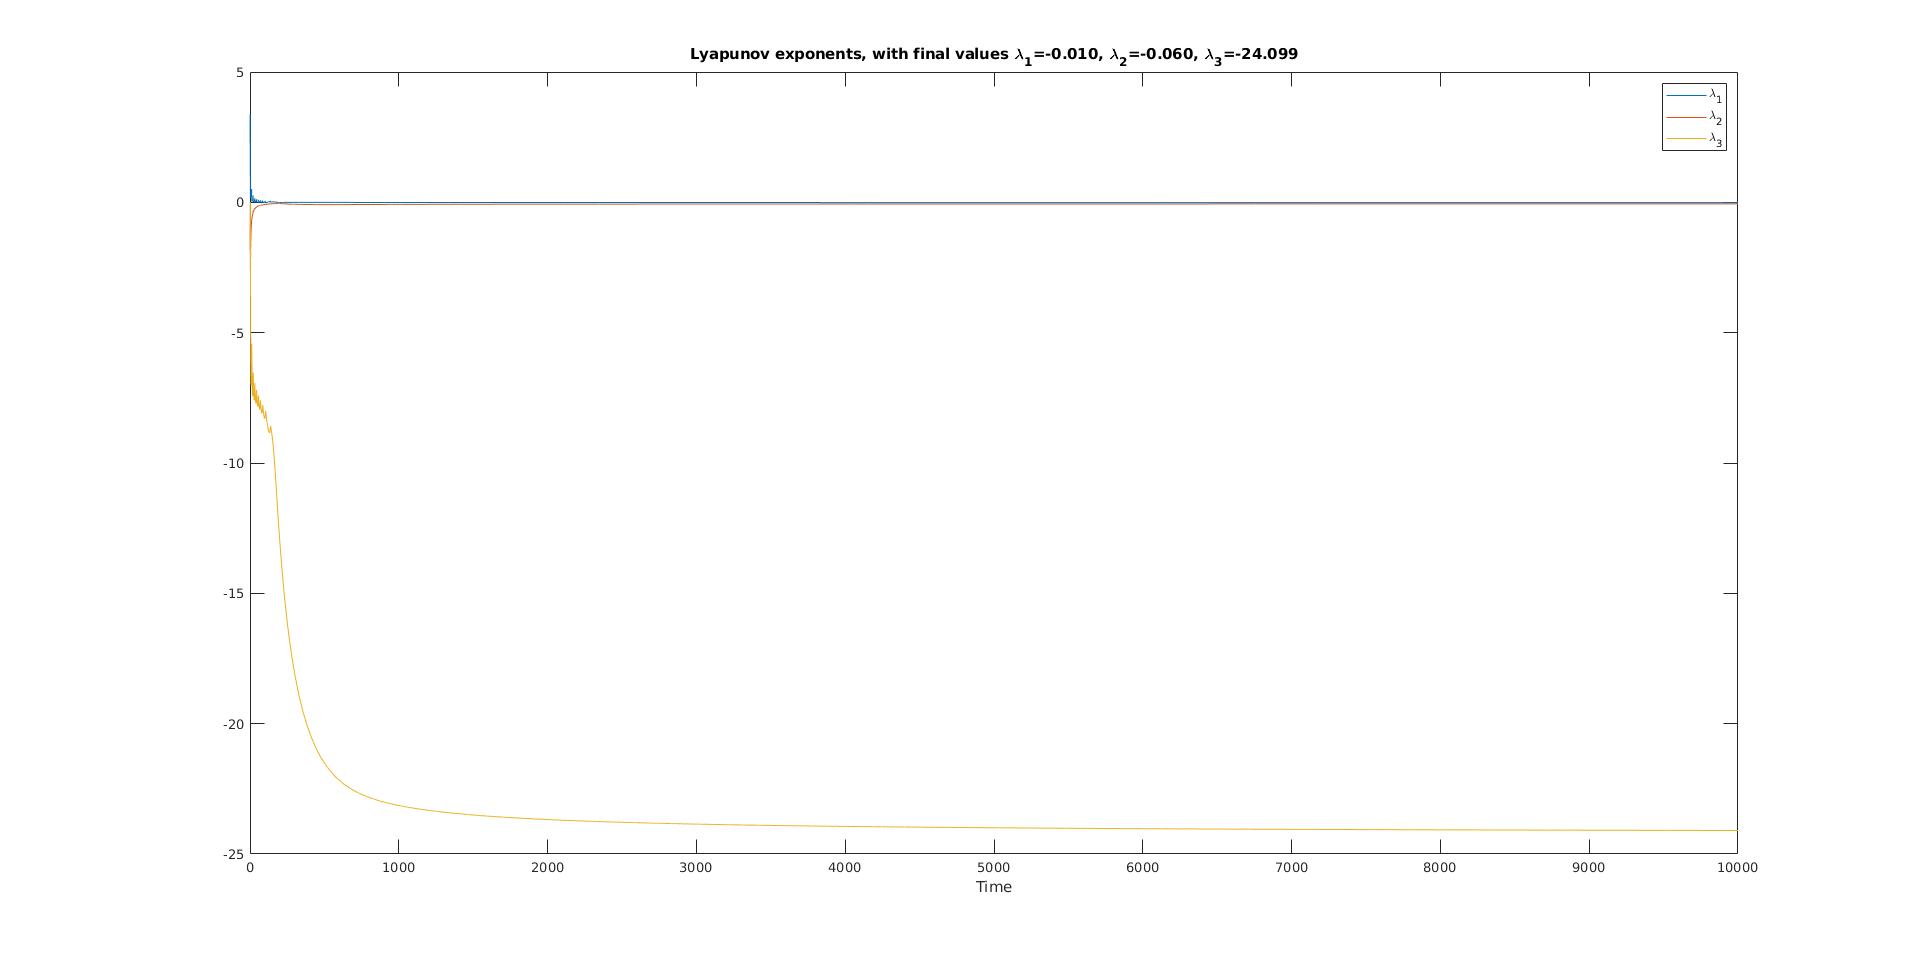 Lyapunov exponents, with final values λ1=-0.010, λ2=-0.060, λ3=-24.099
5
0
-5
-10
-15
-20
-25
λ1
λ2
λ3
0 1000 2000 3000 4000 5000 6000 7000 8000 9000 10000
Time